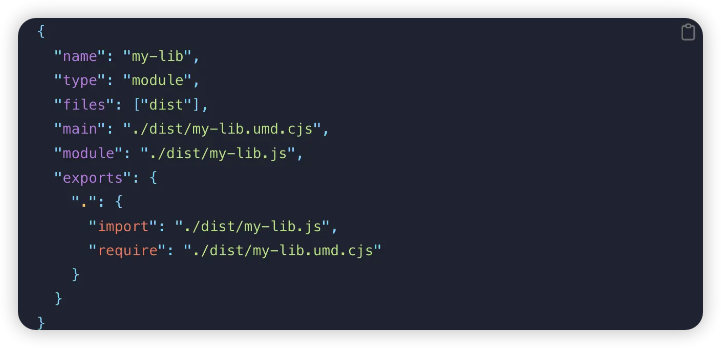 {
  "name": "my-lib",
  "type": "module",
  "files": ["dist"],
  "main": "./dist/my-lib.umd.cjs",
  "module": "./dist/my-lib.js",
  "exports": {
    ".": {
      "import": "./dist/my-lib.js",
      "require": "./dist/my-lib.umd.cjs"
    }
  }
}